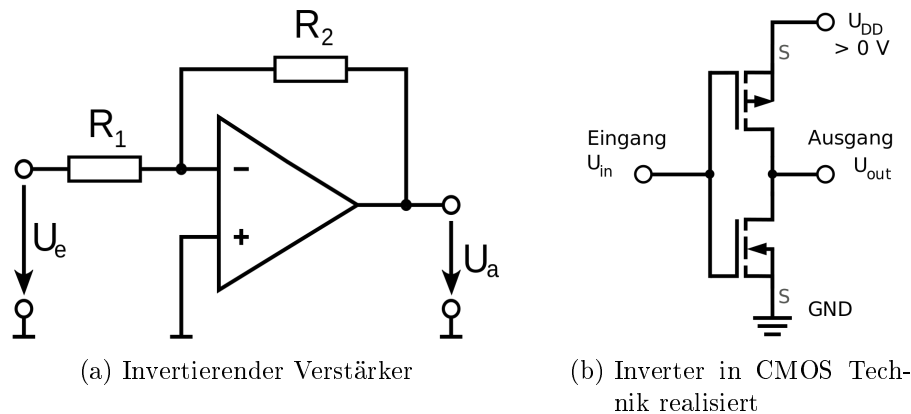 R2
R1
−
+
Ue
Ua
(a) Invertierender Verstärker
UDD
> 0 V
S
Eingang
Uin
Ausgang
Uout
S
GND
(b) Inverter in CMOS Tech-
nik realisiert